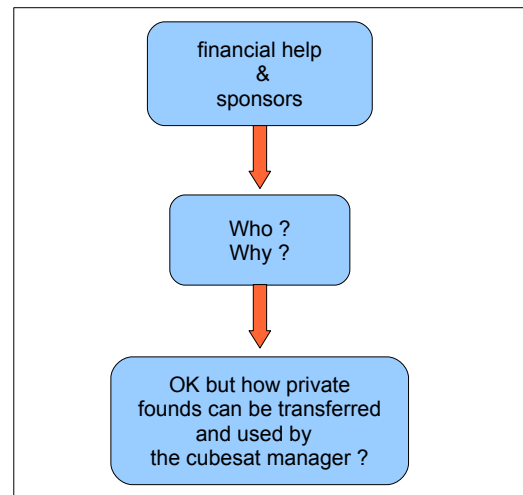 financial help
&
sponsors
Who ?
Why ?
OK but how private
founds can be transferred
and used by
the cubesat manager ?